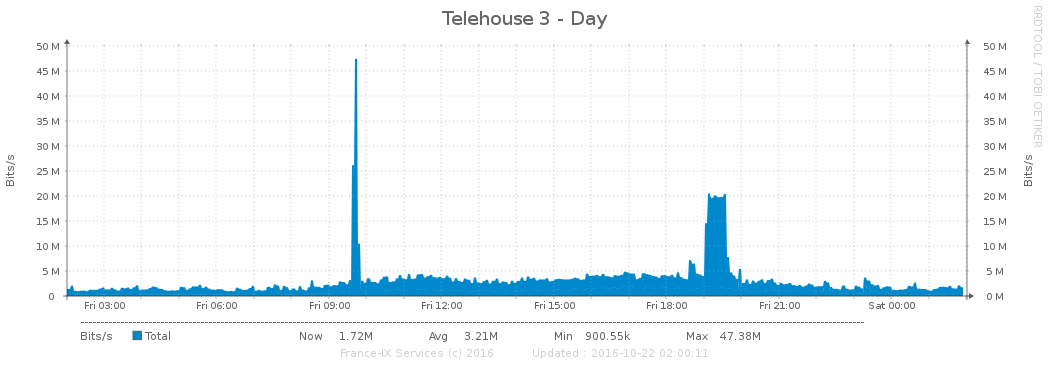 Telehouse 3 - Day
RRDTOOL / TOBI OETIKER
Bits/s
Bits/s
50 M 50 M
45 M 45 M
40 M 40 M
35 M 35 M
30 M 30 M
25 M 25 M
20 M 20 M
15 M 15 M
10 M 10 M
5 M 5 M
0 0 M
Fri 03:00 Fri 06:00 Fri 09:00 Fri 12:00 Fri 15:00 Fri 18:00 Fri 21:00 Sat 00:00
Bits/s Total Now 1.72M Avg 3.21M Min 900.55k Max 47.38M
France-IX Services (c) 2016 Updated : 2016-10-22 02:00:11